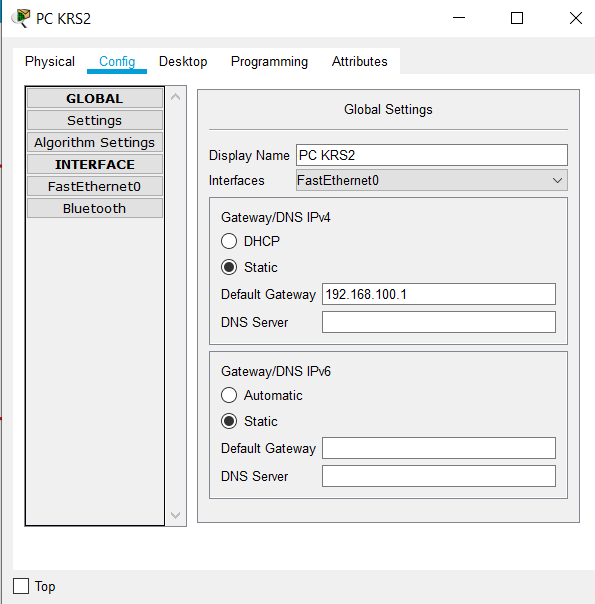 PC KRS2
Physical Config Desktop Programming Attributes
GLOBAL
Settings
Algorithm Settings
INTERFACE
FastEthernet0
Bluetooth
Global Settings
Display Name PC KRS2
Interfaces FastEthernet0
Gateway/DNS IPv4
DHCP
Static
Default Gateway 192.168.100.1
DNS Server
Gateway/DNS IPv6
Automatic
Static
Default Gateway
DNS Server
Top